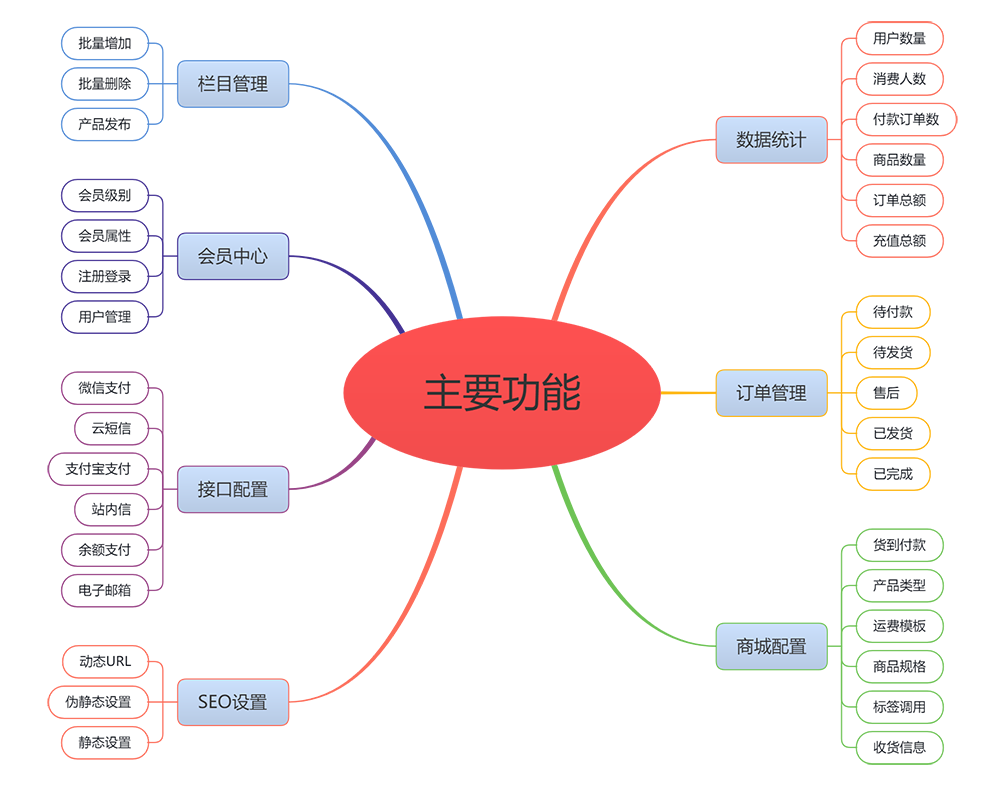 主要功能
栏目管理
批量增加
批量删除
产品发布
会员中心
会员级别
会员属性
注册登录
用户管理
接口配置
微信支付
云短信
支付宝支付
站内信
余额支付
电子邮箱
SEO设置
动态URL
伪静态设置
静态设置
数据统计
用户数量
消费人数
付款订单数
商品数量
订单总额
充值总额
订单管理
待付款
待发货
售后
已发货
已完成
商城配置
货到付款
产品类型
运费模板
商品规格
标签调用
收货信息